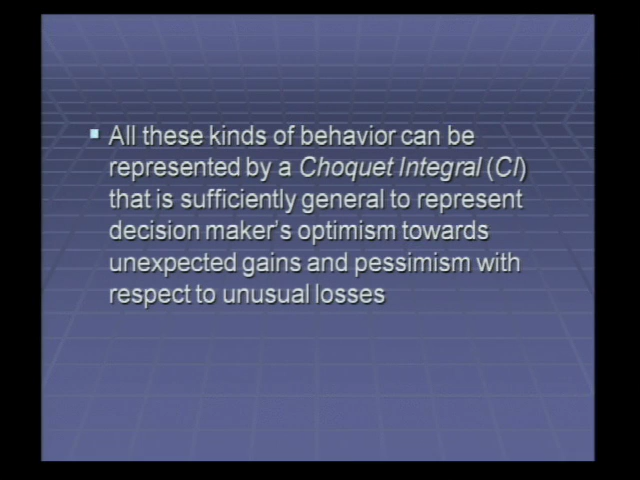 All these kinds of behavior can be
represented by a Choquet Integral (CI)
that is sufficiently general to represent
decision maker's optimism towards
unexpected gains and pessimism with
respect to unusual losses